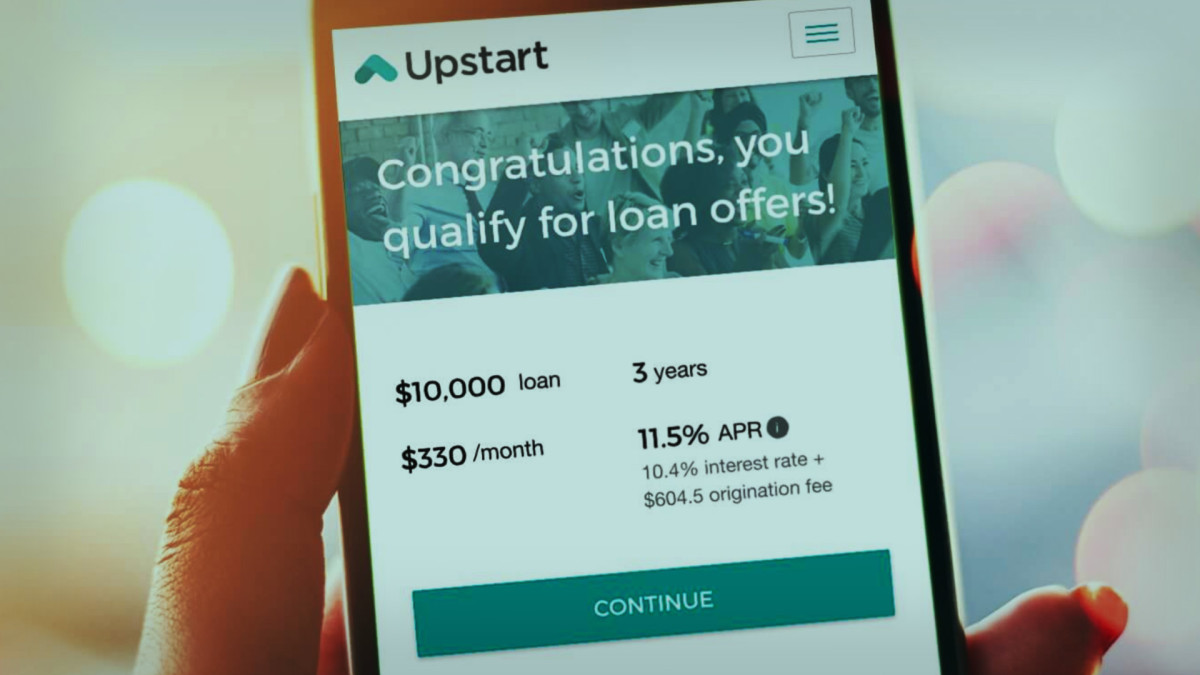 Upstart
Congratulations, you
qualify for loan offers!
$10,000 loan
3 years
$330 /month
11.5% APR
10.4% interest rate +
$604.5 origination fee
CONTINUE